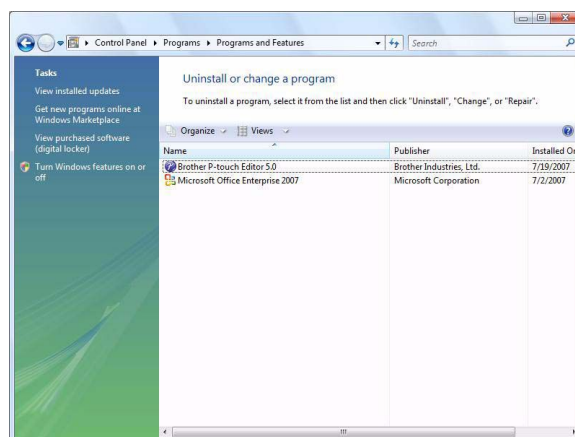 Control Panel ▸ Programs ▸ Programs and Features
Search
Tasks
View installed updates
Get new programs online at
Windows Marketplace
View purchased software
(digital locker)
Turn Windows features on or
off
Uninstall or change a program
To uninstall a program, select it from the list and then click "Uninstall", "Change", or "Repair".
Organize Views
Name Publisher Installed On
Brother P-touch Editor 5.0 Brother Industries, Ltd. 7/19/2007
Microsoft Office Enterprise 2007 Microsoft Corporation 7/2/2007